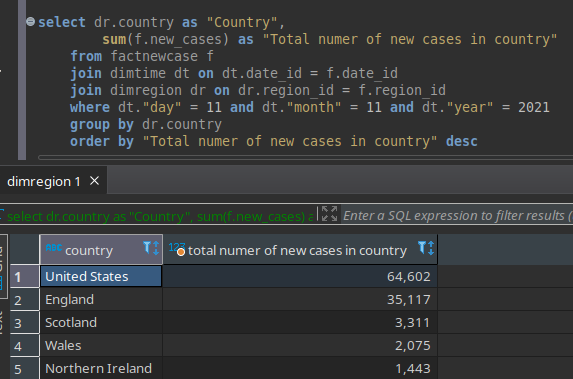 select dr.country as "Country",
sum(f.new_cases) as "Total numer of new cases in country"
from factnewcase f
join dimtime dt on dt.date_id = f.date_id
join dimregion dr on dr.region_id = f.region_id
where dt."day" = 11 and dt."month" = 11 and dt."year" = 2021
group by dr.country
order by "Total numer of new cases in country" desc
dimregion 1
select dr.country as "Country", sum(f.new_cases) a
Enter a SQL expression to filter results (
ABC country
123 total numer of new cases in country
1 United States 64,602
2 England 35,117
3 Scotland 3,311
4 Wales 2,075
5 Northern Ireland 1,443